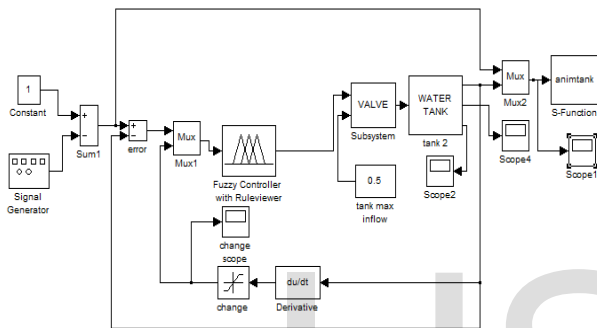 1
Constant
+
−
Sum1
Signal
Generator
+
−
error
Mux
Mux1
Fuzzy Controller
with Ruleviewer
VALVE
Subsystem
WATER
TANK
tank 2
0.5
tank max
inflow
Scope2
Scope4
Mux
Mux2
animtank
S-Function
Scope1
change
scope
change
du/dt
Derivative